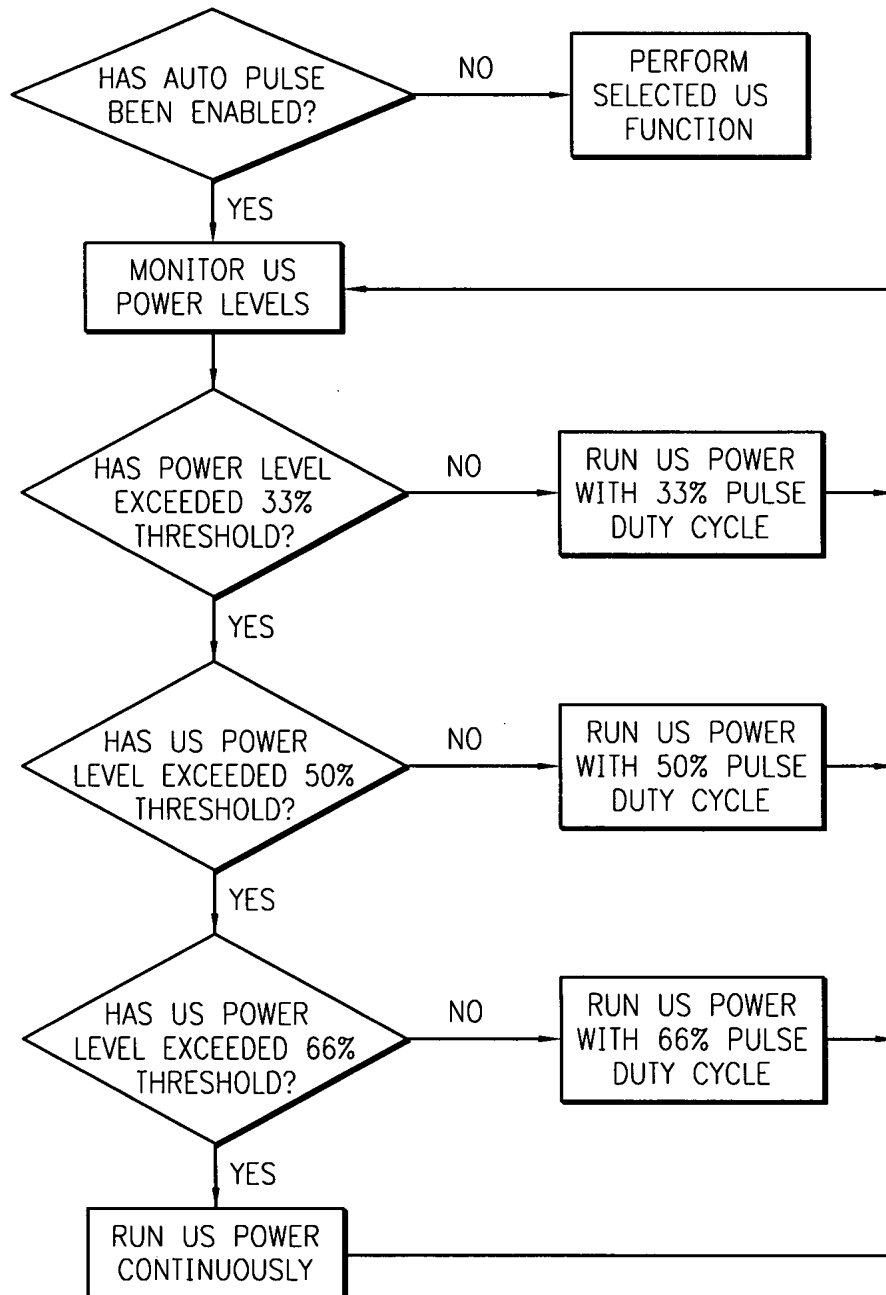 HAS AUTO PULSE
BEEN ENABLED?
NO
PERFORM
SELECTED US
FUNCTION
YES
MONITOR US
POWER LEVELS
HAS POWER LEVEL
EXCEEDED 33%
THRESHOLD?
NO
RUN US POWER
WITH 33% PULSE
DUTY CYCLE
YES
HAS US POWER
LEVEL EXCEEDED 50%
THRESHOLD?
NO
RUN US POWER
WITH 50% PULSE
DUTY CYCLE
YES
HAS US POWER
LEVEL EXCEEDED 66%
THRESHOLD?
NO
RUN US POWER
WITH 66% PULSE
DUTY CYCLE
YES
RUN US POWER
CONTINUOUSLY